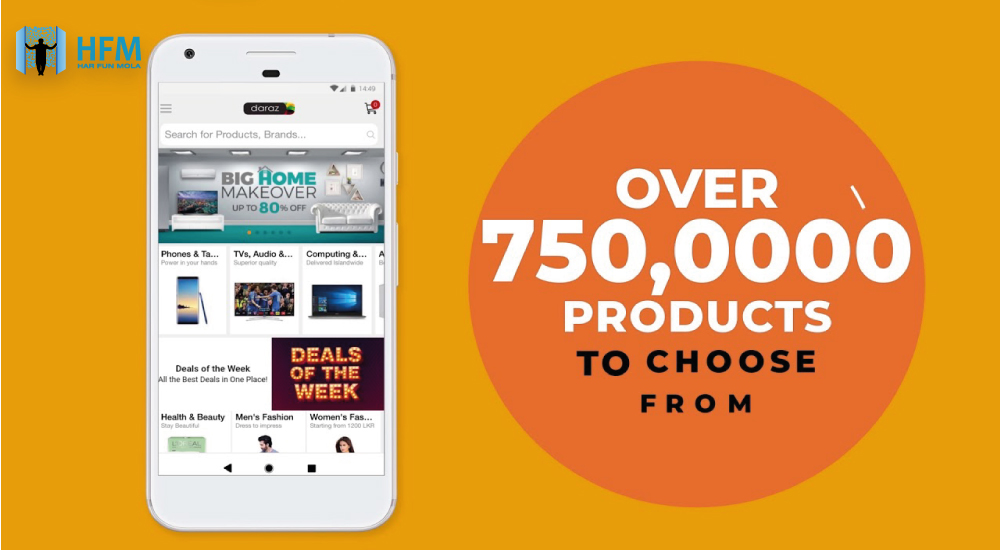 HFM
HAR FUN MOLA
14:49
daraz
0
Search for Products, Brands...
BIG HOME
MAKEOVER
UP TO 80% OFF
Phones & Ta...
Power in your hands
TVs, Audio &...
Superior quality
Computing &...
Delivered Islandwide
Deals of the Week
All the Best Deals in One Place!
DEALS
OF THE
WEEK
Health & Beauty
Stay Beautiful
Men's Fashion
Dress to impress
Women's Fas...
Starting from 1200 LKR
OVER
750,0000
PRODUCTS
TO CHOOSE
FROM